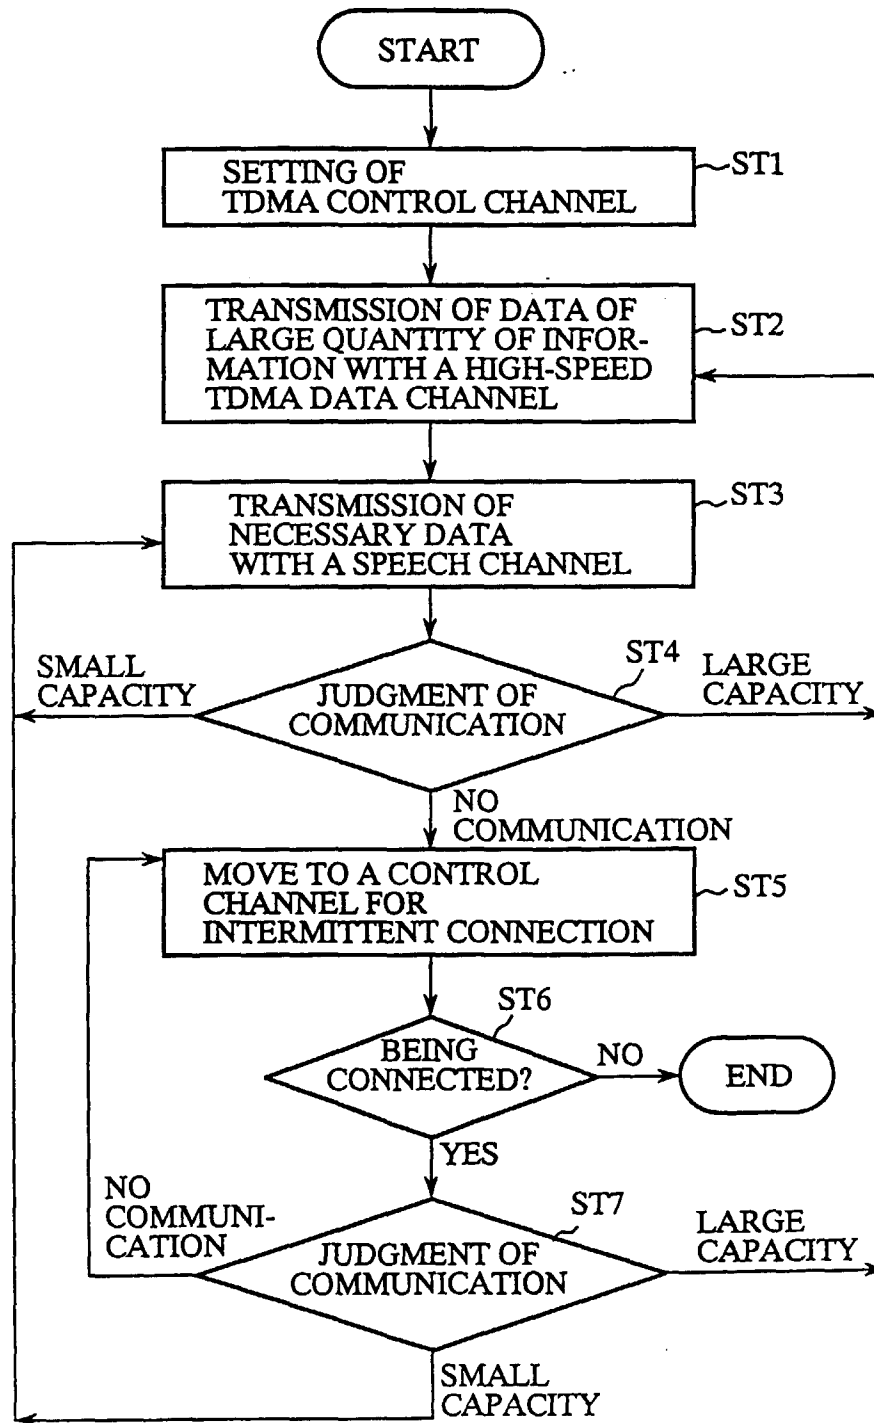 START
SETTING OF
TDMA CONTROL CHANNEL
ST1
TRANSMISSION OF DATA OF
LARGE QUANTITY OF INFOR-
MATION WITH A HIGH-SPEED
TDMA DATA CHANNEL
ST2
TRANSMISSION OF
NECESSARY DATA
WITH A SPEECH CHANNEL
ST3
SMALL
CAPACITY
JUDGMENT OF
COMMUNICATION
ST4
LARGE
CAPACITY
NO
COMMUNICATION
MOVE TO A CONTROL
CHANNEL FOR
INTERMITTENT CONNECTION
ST5
ST6
BEING
CONNECTED?
NO
END
YES
NO
COMMUNI-
CATION
JUDGMENT OF
COMMUNICATION
ST7
LARGE
CAPACITY
SMALL
CAPACITY